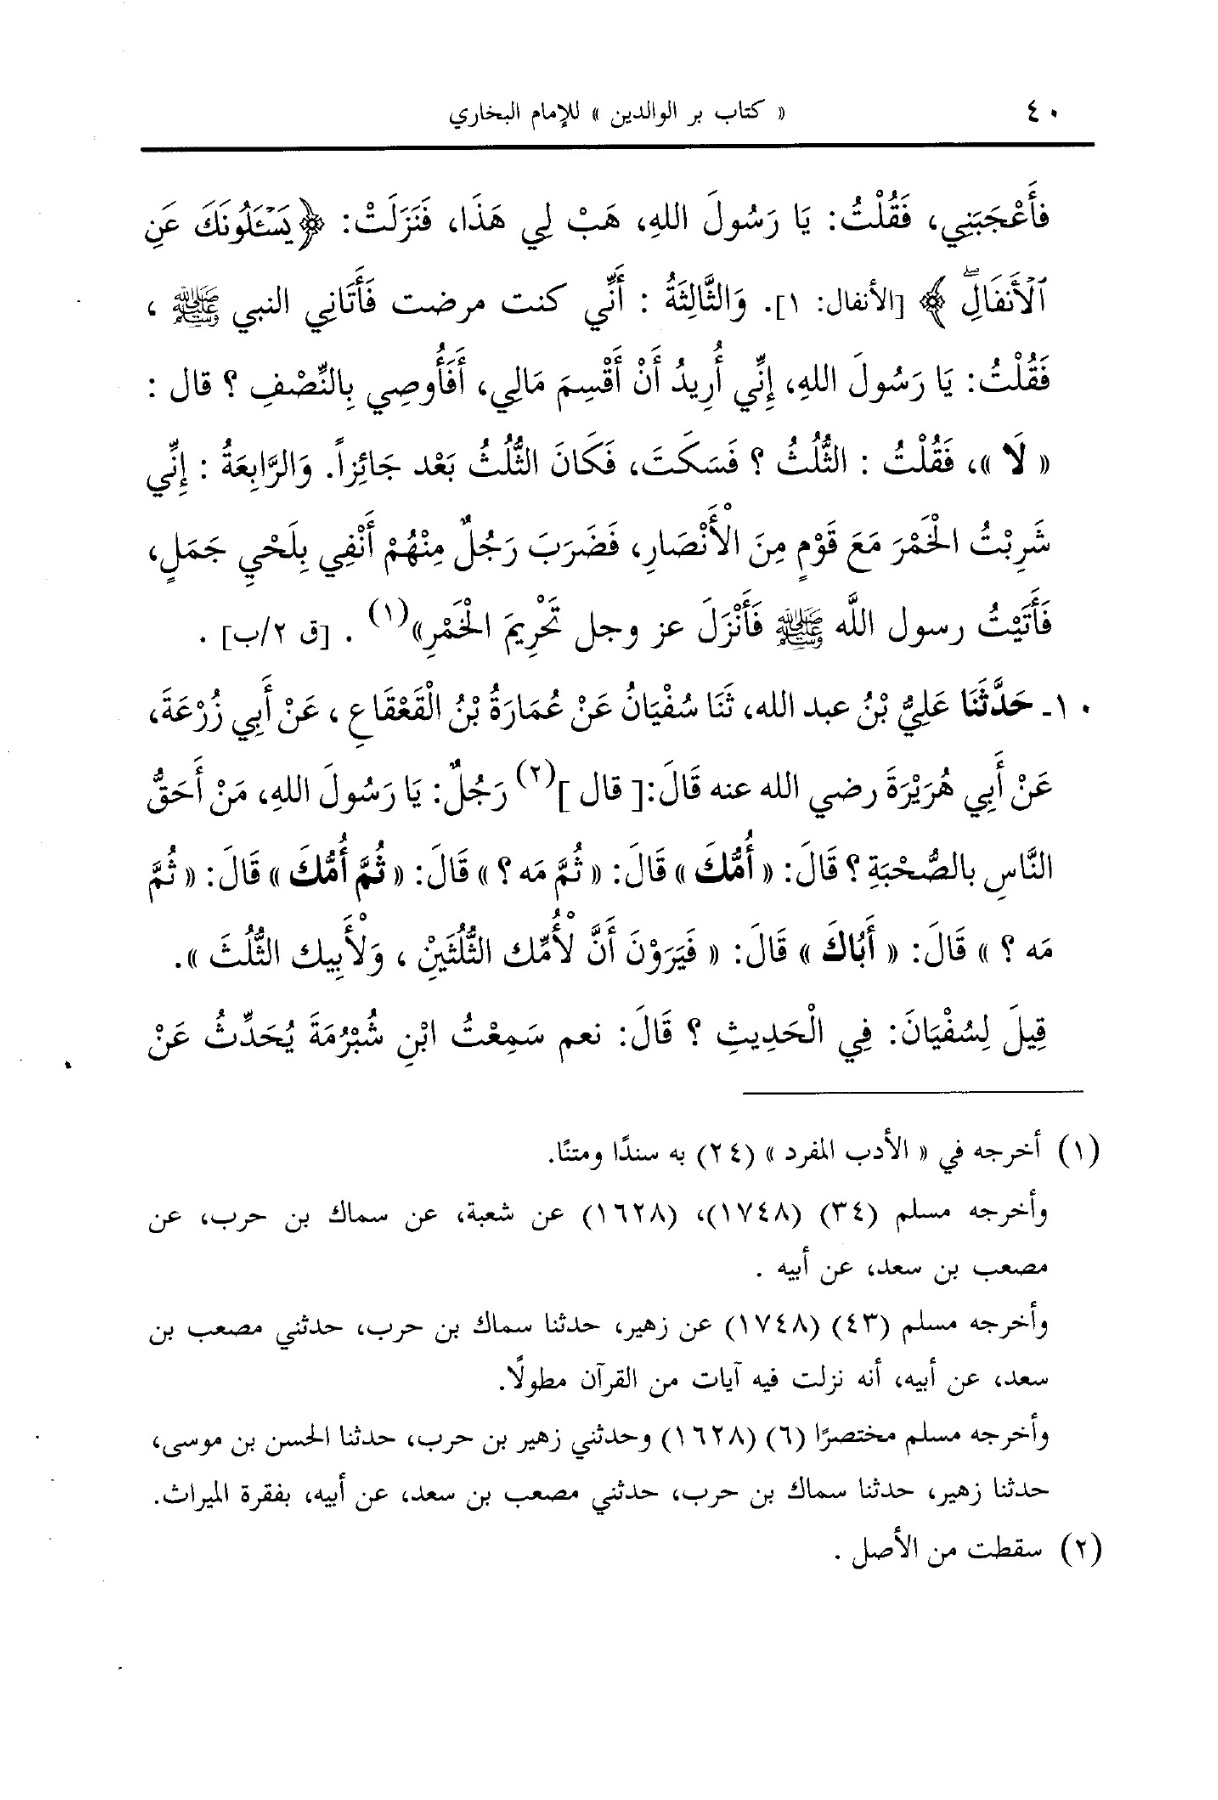 ٤٠ « كتاب بر الوالدين » للإمام البخاري
فأَعْجَبَنِي، فَقُلْتُ: يَا رَسُولَ اللهِ، هَبْ لِي هَذَا، فَنَزَلَتْ: ﴿يَسْـَٔلُونَكَ عَنِ
ٱلْأَنفَالِۖ﴾ [الأنفال: ١]. وَالثَّالِثَةُ : أَنِّي كنت مرضت فَأَتَانِي النبي ﷺ ،
فَقُلْتُ: يَا رَسُولَ اللهِ، إِنِّي أُرِيدُ أَنْ أَقْسِمَ مَالِي، أَفَأُوصِي بِالنِّصْفِ ؟ قال :
« لَا »، فَقُلْتُ : الثُّلُثُ ؟ فَسَكَتَ، فَكَانَ الثُّلُثُ بَعْد جَائِزاً. وَالرَّابِعَةُ : إِنِّي
شَرِبْتُ الْخَمْرَ مَعَ قَوْمٍ مِنَ الْأَنْصَارِ، فَضَرَبَ رَجُلٌ مِنْهُمْ أَنْفِي بِلَحْيِ جَمَلٍ،
فَأَتَيْتُ رسول اللَّه ﷺ فَأَنْزَلَ عز وجل تَحْرِيمَ الْخَمْرِ»(١) . [ق ٢/ب] .
١٠ـ حَدَّثَنَا عَلِيُّ بْنُ عبد الله، ثَنَا سُفْيَانُ عَنْ عُمَارَةُ بْنُ الْقَعْقَاعِ ، عَنْ أَبِي زُرْعَةَ،
عَنْ أَبِي هُرَيْرَةَ رضي الله عنه قَالَ:[ قال ](٢) رَجُلٌ: يَا رَسُولَ اللهِ، مَنْ أَحَقُّ
النَّاسِ بالصُّحْبَةِ ؟ قَالَ: « أُمُّكَ » قَالَ: « ثُمَّ مَه ؟ » قَالَ: « ثُمَّ أُمُّكَ » قَالَ: « ثُمَّ
مَه ؟ » قَالَ: « أَبُاكَ » قَالَ: « فَيَرَوْنَ أَنَّ لْأُمِّك الثُّلُثَيْنِ ، وَلْأَبِيك الثُّلُثَ ».
قِيلَ لِسُفْيَانَ: فِي الْحَدِيثِ ؟ قَالَ: نعم سَمِعْتُ ابْنِ شُبْرُمَةَ يُحَدِّثُ عَنْ
(١) أخرجه في « الأدب المفرد » (٢٤) به سندًا ومتنًا.
وأخرجه مسلم (٣٤) (١٧٤٨)، (١٦٢٨) عن شعبة، عن سماك بن حرب، عن
مصعب بن سعد، عن أبيه .
وأخرجه مسلم (٤٣) (١٧٤٨) عن زهير، حدثنا سماك بن حرب، حدثني مصعب بن
سعد، عن أبيه، أنه نزلت فيه آيات من القرآن مطولًا.
وأخرجه مسلم مختصرًا (٦) (١٦٢٨) وحدثني زهير بن حرب، حدثنا الحسن بن موسى،
حدثنا زهير، حدثنا سماك بن حرب، حدثني مصعب بن سعد، عن أبيه، بفقرة الميراث.
(٢) سقطت من الأصل .